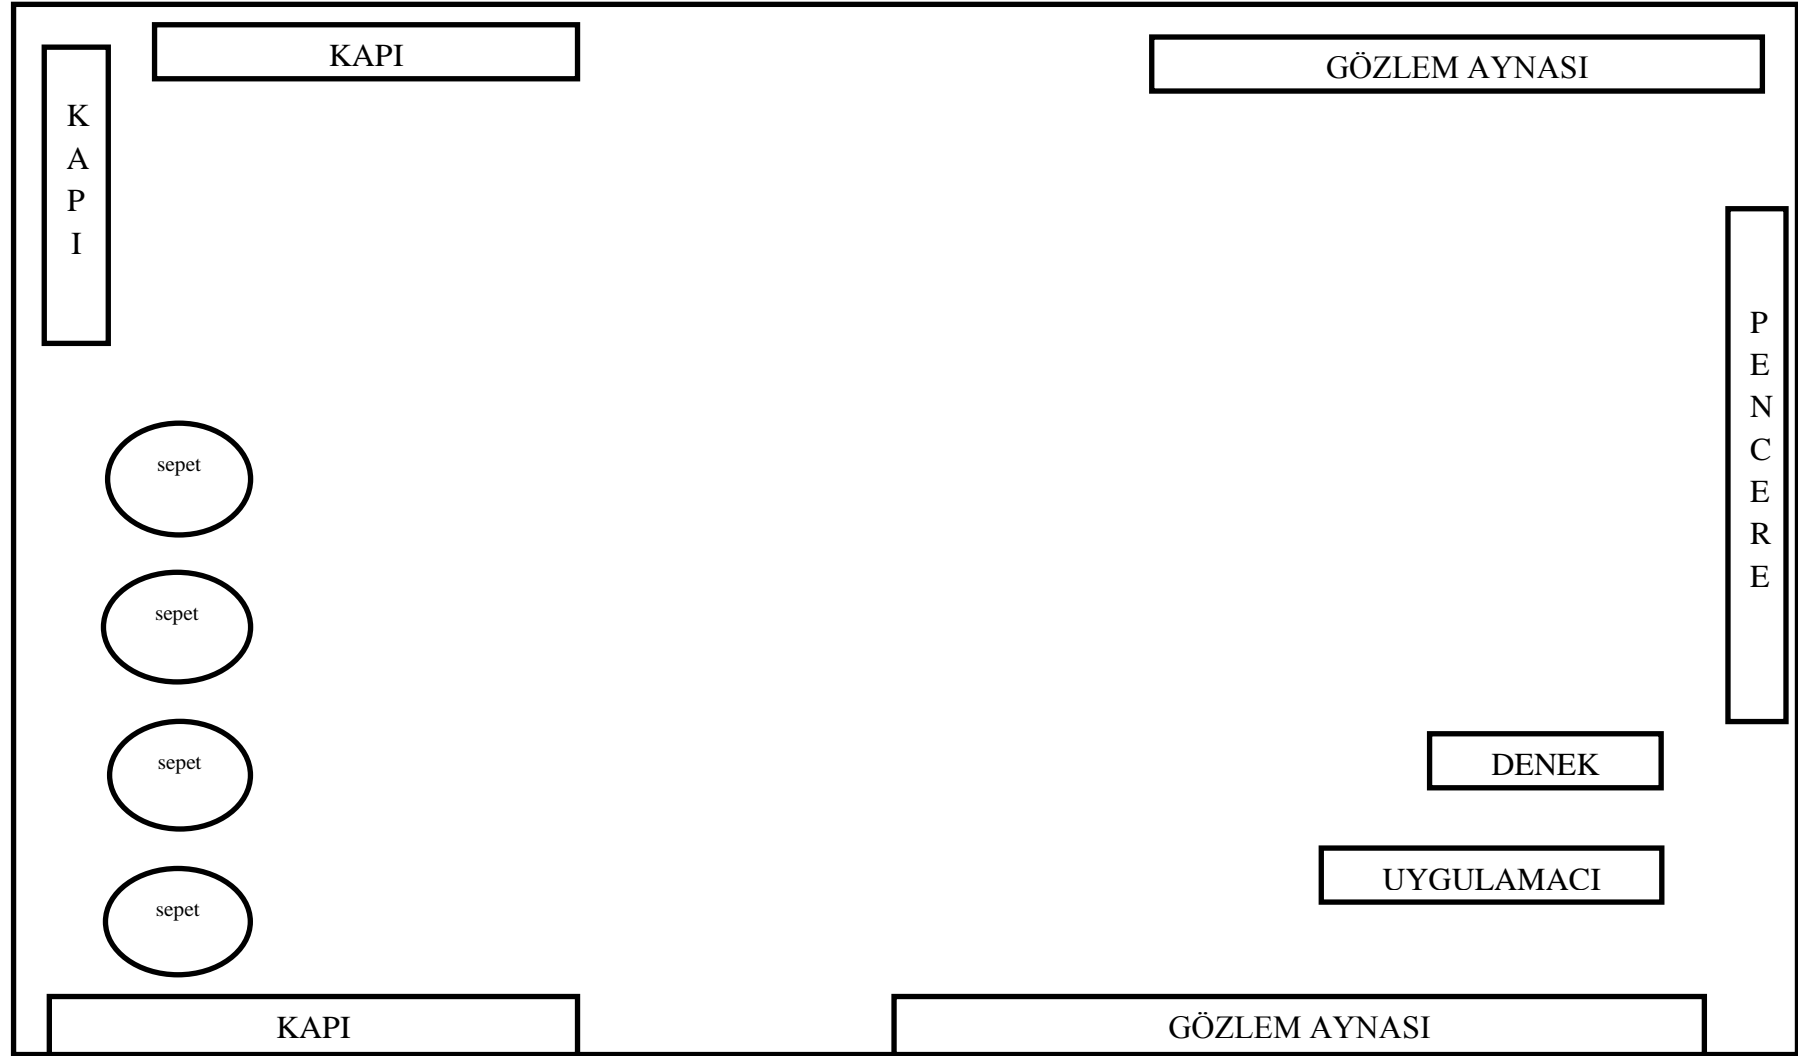 KAPI
GÖZLEM AYNASI
K
A
P
I
P
E
N
C
E
R
E
sepet
sepet
sepet
sepet
DENEK
UYGULAMACI
KAPI
GÖZLEM AYNASI